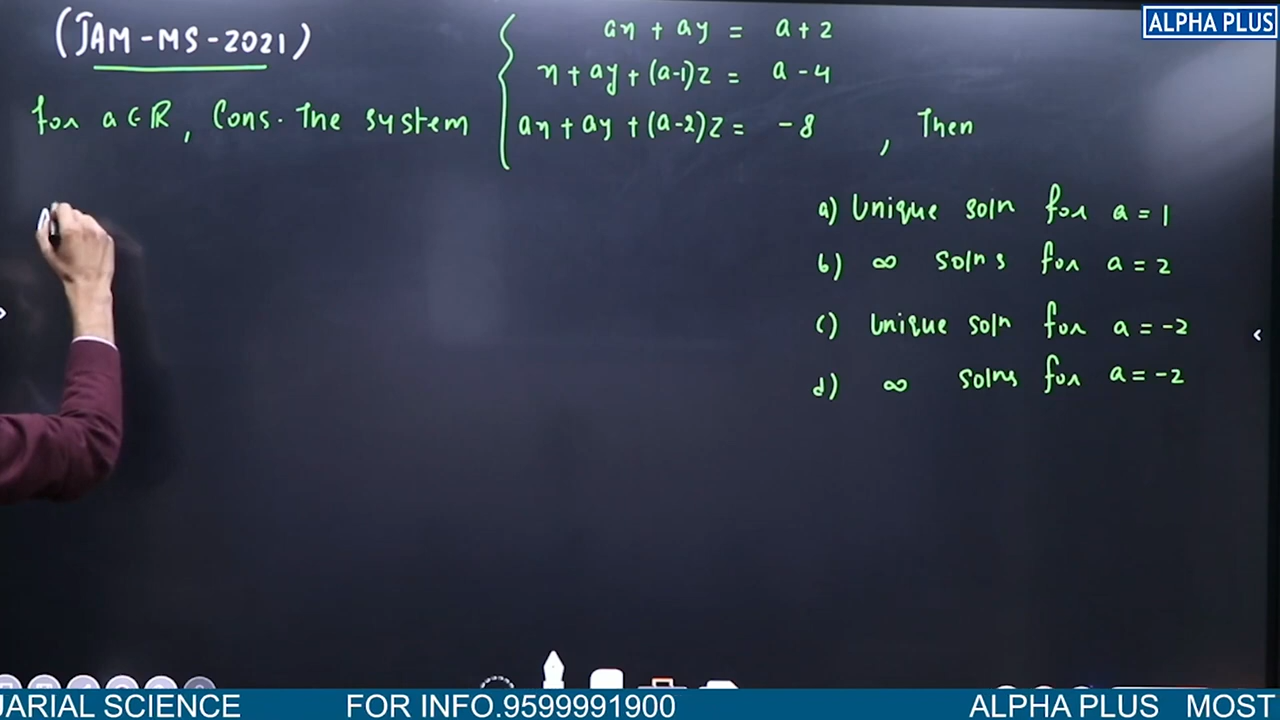 ALPHA PLUS
(JAM-MS-2021)
ax + ay = a+2
x + ay + (a-1)z = a-4
for a∈R, Cons. The system ax + ay + (a-2)z = -8, Then
a) Unique soln for a = 1
b) ∞ solns for a = 2
c) Unique soln for a = -2
d) ∞ solns for a = -2
UARIAL SCIENCE FOR INFO.9599991900 ALPHA PLUS MOST